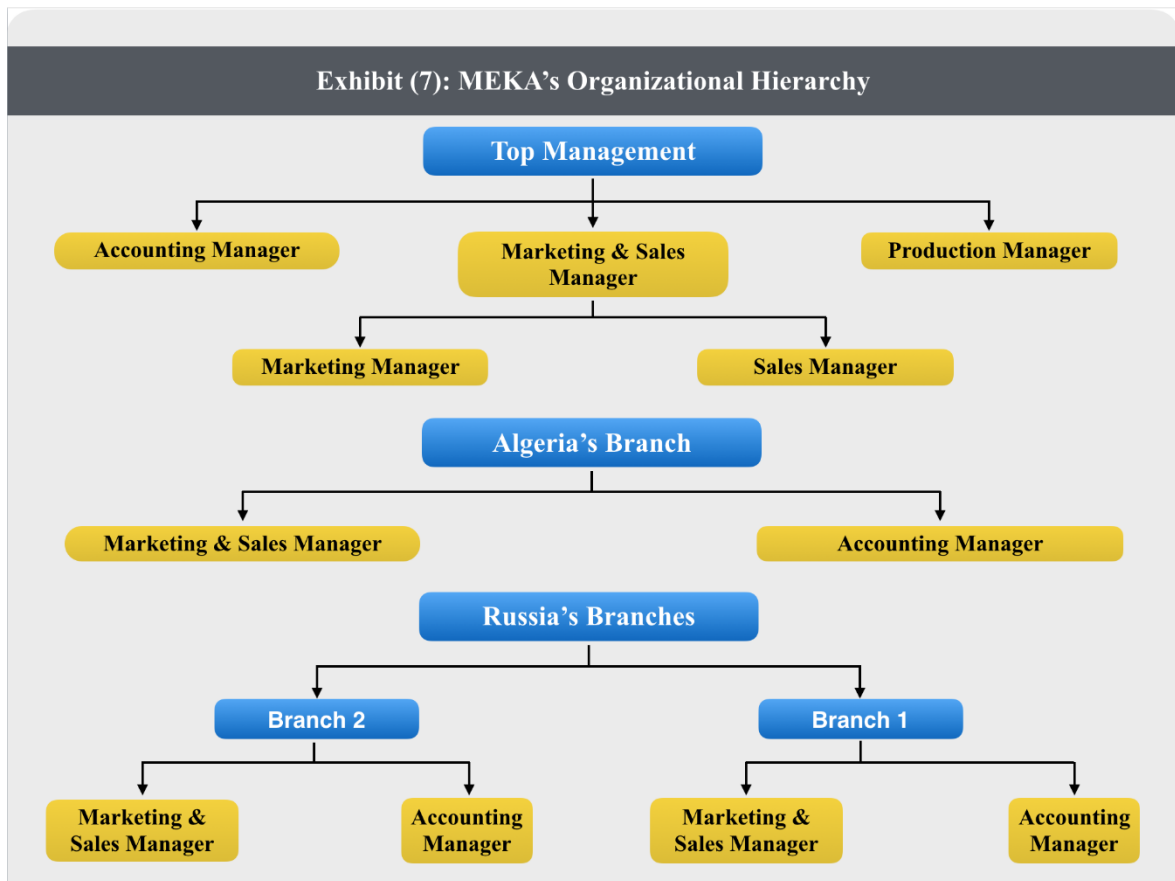 Exhibit (7): MEKA’s Organizational Hierarchy
Top Management
Accounting Manager
Marketing & Sales
Manager
Production Manager
Marketing Manager
Sales Manager
Algeria’s Branch
Marketing & Sales Manager
Accounting Manager
Russia’s Branches
Branch 2
Branch 1
Marketing &
Sales Manager
Accounting
Manager
Marketing &
Sales Manager
Accounting
Manager